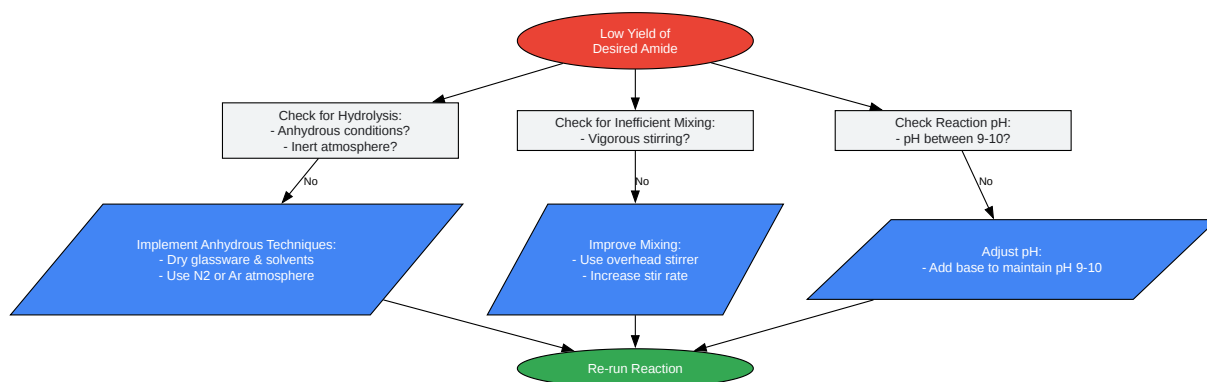 Low Yield of
Desired Amide
Check for Hydrolysis:
- Anhydrous conditions?
- Inert atmosphere?
Check for Inefficient Mixing:
- Vigorous stirring?
Check Reaction pH:
- pH between 9-10?
No
No
No
Implement Anhydrous Techniques:
- Dry glassware & solvents
- Use N2 or Ar atmosphere
Improve Mixing:
- Use overhead stirrer
- Increase stir rate
Adjust pH:
- Add base to maintain pH 9-10
Re-run Reaction